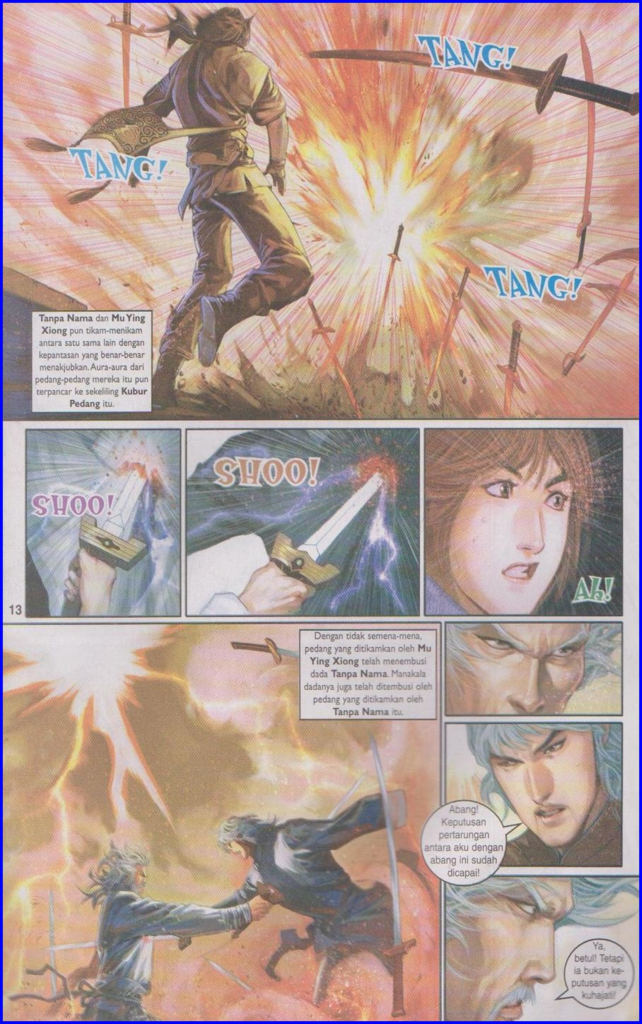 TANG!
TANG!
TANG!
Tanpa Nama dan Mu Ying
Xiong pun tikam-menikam
antara satu sama lain dengan
kepantasan yang benar-benar
menakjubkan. Aura-aura dari
pedang-pedang mereka itu pun
terpancar ke sekeliling Kubur
Pedang itu.
SHOO!
SHOO!
Ah!
13
Dengan tidak semena-mena,
pedang yang ditikamkan oleh Mu
Ying Xiong telah menembusi
dada Tanpa Nama. Manakala
dadanya juga telah ditembusi oleh
pedang yang ditikamkan oleh
Tanpa Nama itu.
Abang!
Keputusan
pertarungan
antara aku dengan
abang ini sudah
dicapai!
Ya,
betul! Tetapi
ia bukan ke-
putusan yang
kuhajati!